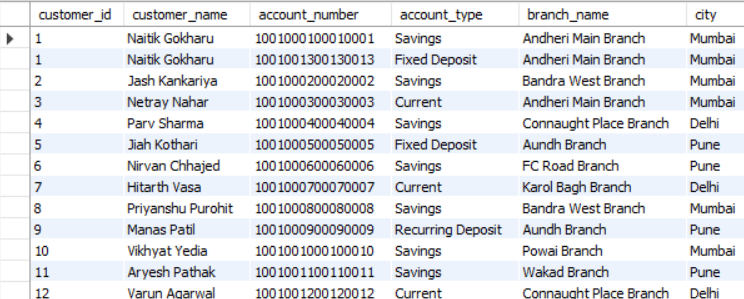 customer_id customer_name account_number account_type branch_name city
1 Naitik Gokharu 1001000100010001 Savings Andheri Main Branch Mumbai
1 Naitik Gokharu 1001001300130013 Fixed Deposit Andheri Main Branch Mumbai
2 Jash Kankariya 1001000200020002 Savings Bandra West Branch Mumbai
3 Netray Nahar 1001000300030003 Current Andheri Main Branch Mumbai
4 Parv Sharma 1001000400040004 Savings Connaught Place Branch Delhi
5 Jiah Kothari 1001000500050005 Fixed Deposit Aundh Branch Pune
6 Nirvan Chhajed 1001000600060006 Savings FC Road Branch Pune
7 Hitarth Vasa 1001000700070007 Current Karol Bagh Branch Delhi
8 Priyanshu Purohit 1001000800080008 Savings Bandra West Branch Mumbai
9 Manas Patil 1001000900090009 Recurring Deposit Aundh Branch Pune
10 Vikhyat Yedia 1001001000100010 Savings Powai Branch Mumbai
11 Aryesh Pathak 1001001100110011 Savings Wakad Branch Pune
12 Varun Agarwal 1001001200120012 Current Connaught Place Branch Delhi